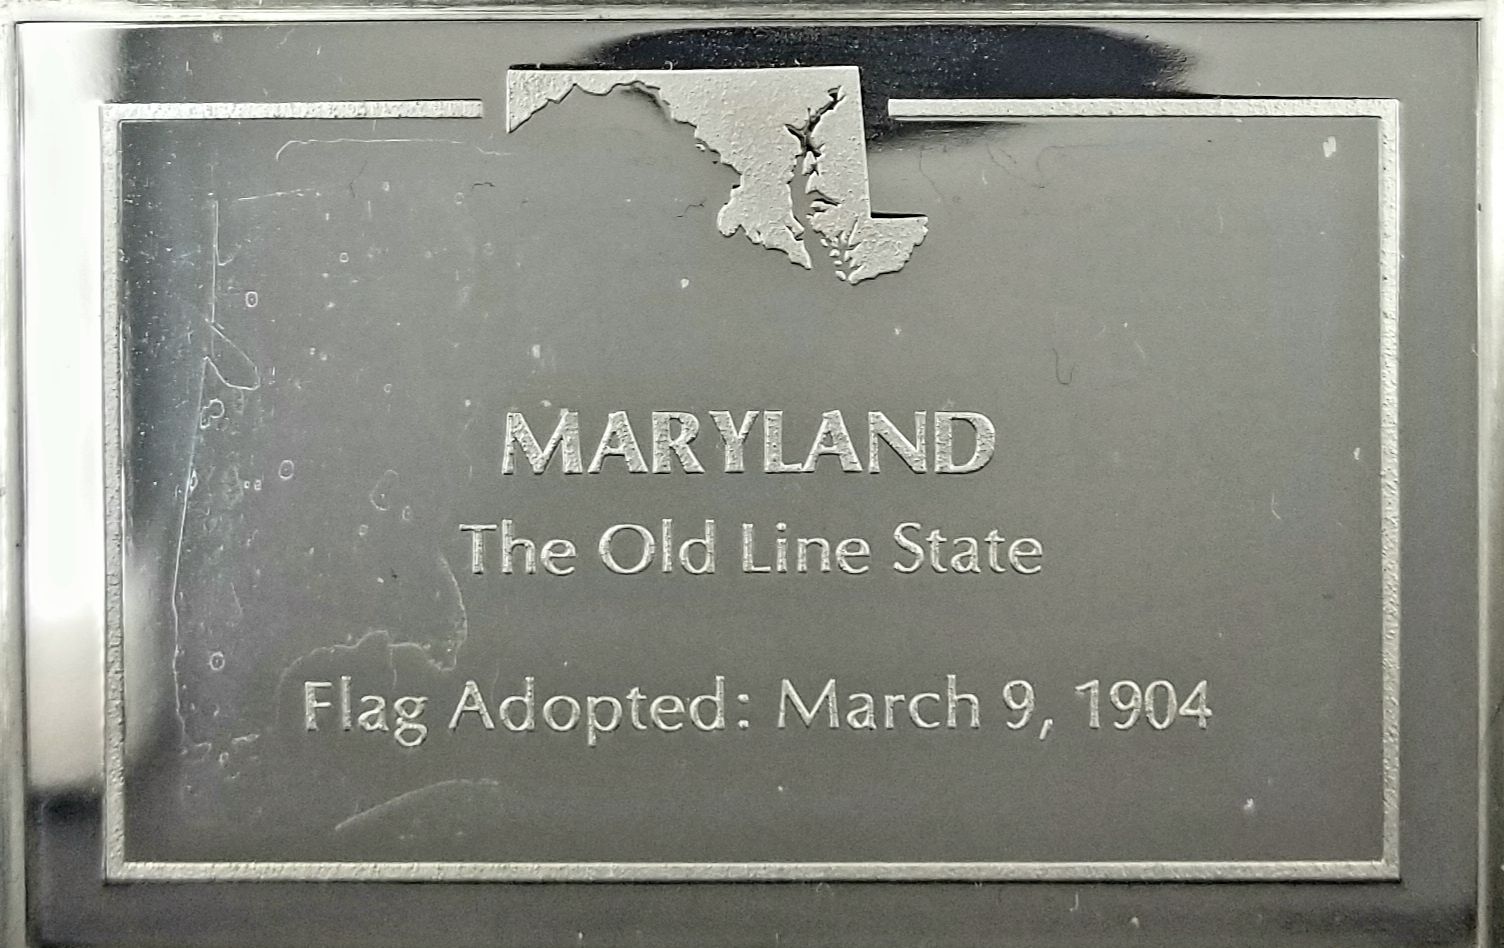 MARYLAND
The Old Line State
Flag Adopted: March 9, 1904